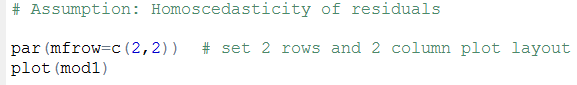 # Assumption: Homoscedasticity of residuals
par(mfrow=c(2,2))  # set 2 rows and 2 column plot layout
plot(mod1)